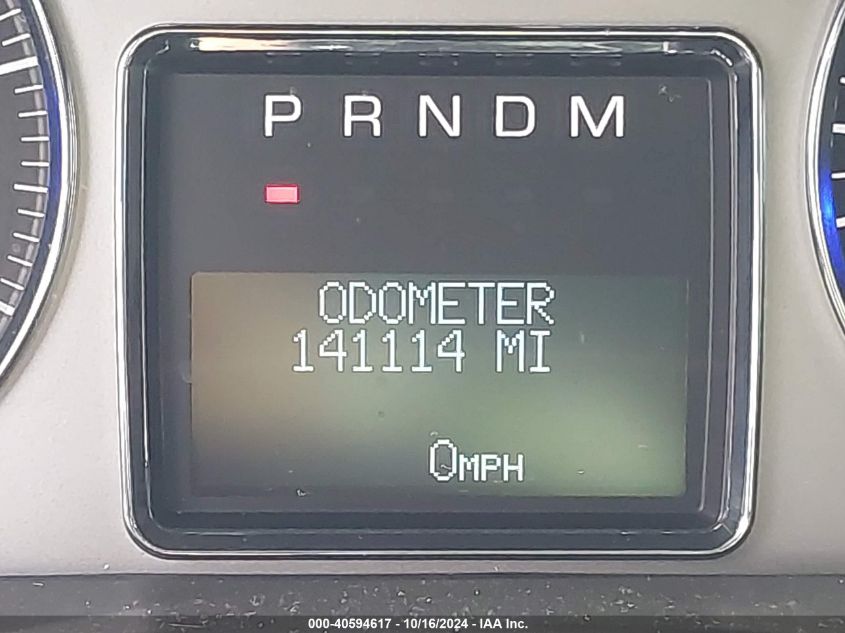 P R N D M
ODOMETER
141114 MI
0MPH
000-40594617 - 10/16/2024 - IAA Inc.